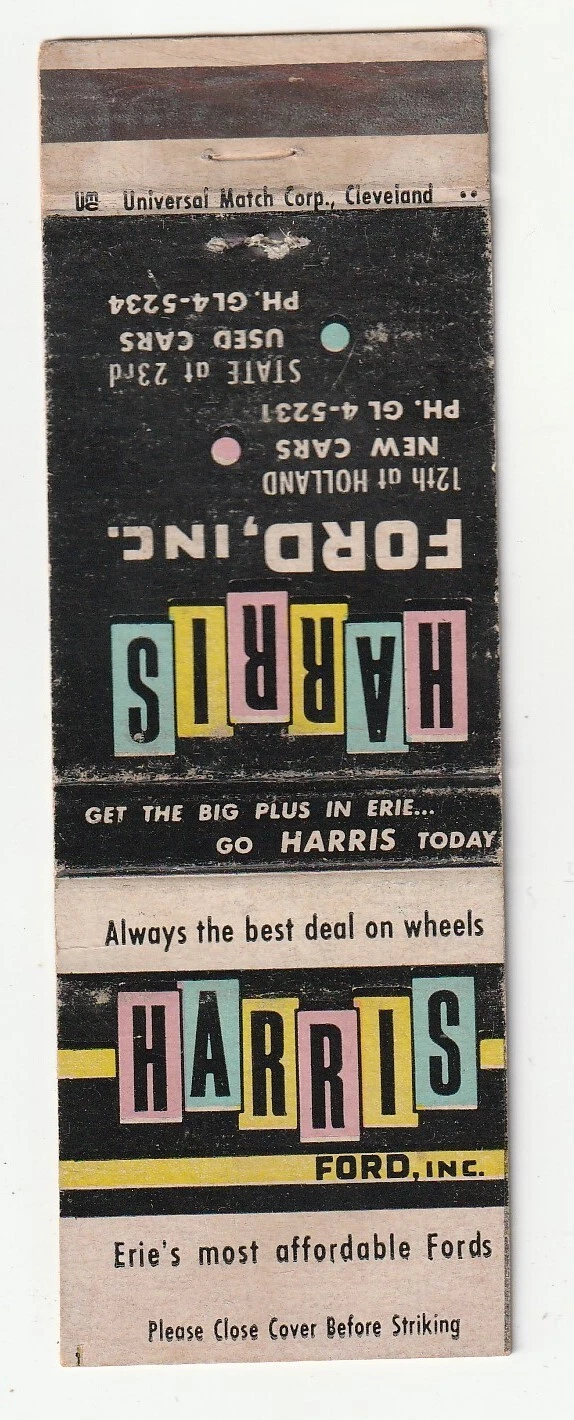 UMC Universal Match Corp., Cleveland ..
HARRIS
FORD, INC.
12th at HOLLAND
NEW CARS
PH. GL 4-5231
STATE at 23rd
USED CARS
PH. GL4-5234
GET THE BIG PLUS IN ERIE...
GO HARRIS TODAY
Always the best deal on wheels
HARRIS
FORD, INC.
Erie's most affordable Fords
Please Close Cover Before Striking
1